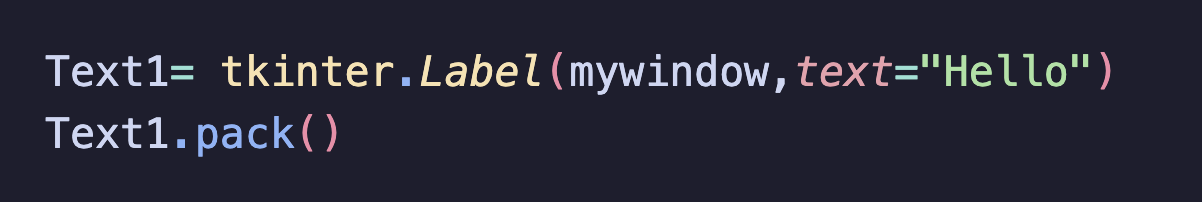 Text1= tkinter.Label(mywindow,text="Hello")
Text1.pack()